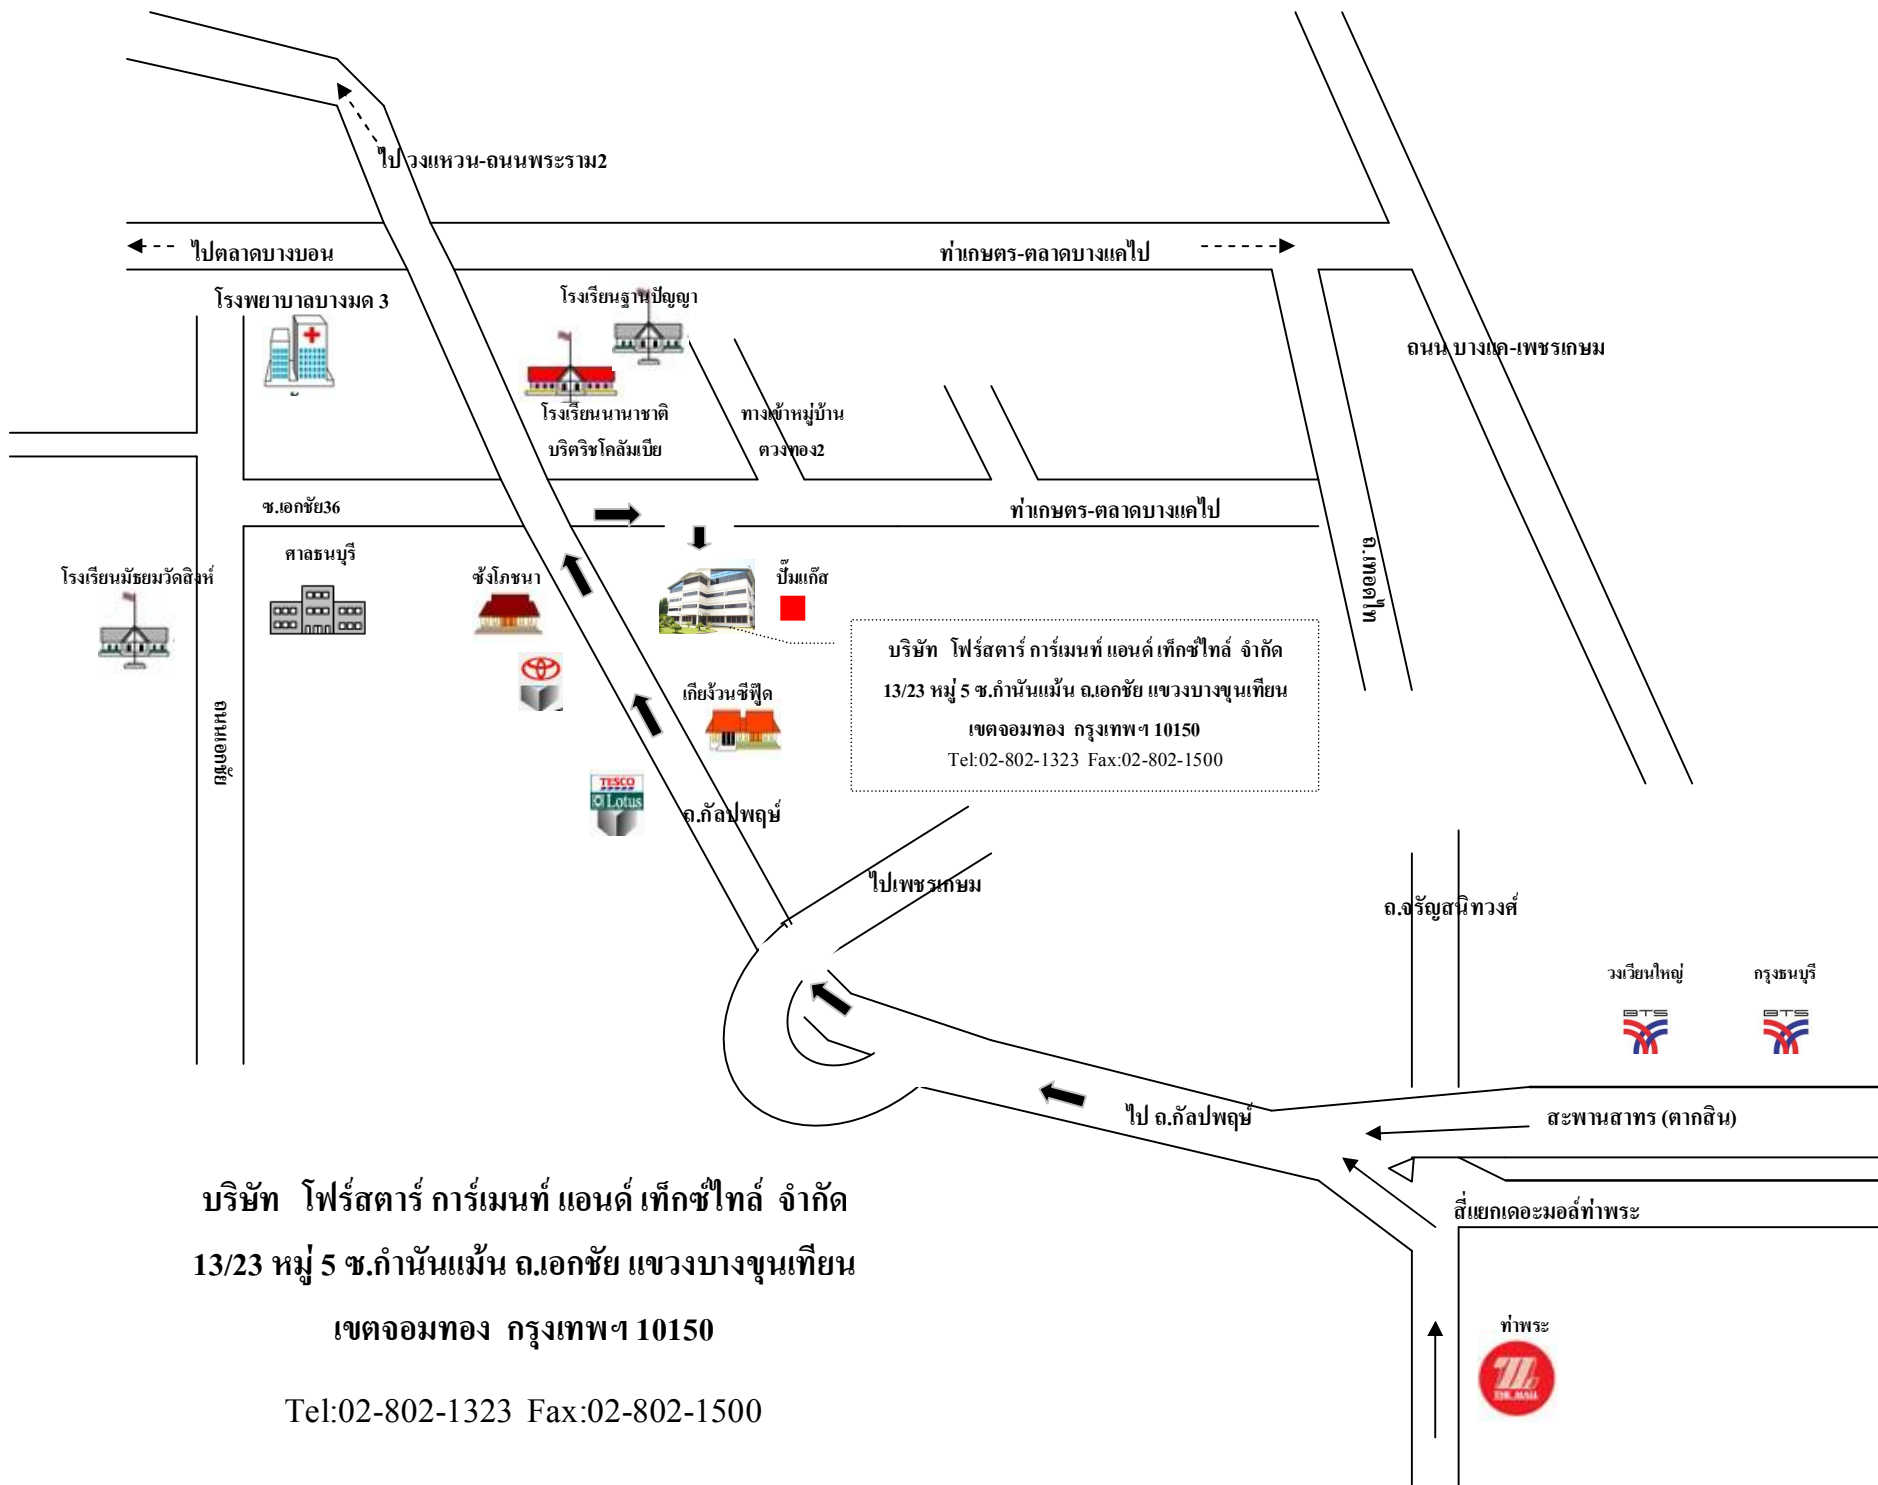 ไป วงแหวน-ถนนพระราม2
ไปตลาดบางบอน
ท่าเกษตร-ตลาดบางแคไป
โรงพยาบาลบางมด 3
โรงเรียนฐานปัญญา
ถนน บางแค-เพชรเกษม
โรงเรียนนานาชาติ
บริตริชโคลัมเบีย
ทางเข้าหมู่บ้าน
ตวงทอง2
ซ.เอกชัย36
ท่าเกษตร-ตลาดบางแคไป
ถ.เทอดไท
ศาลธนบุรี
โรงเรียนมัธยมวัดสิงห์
ซ้งโภชนา
ปั๊มแก๊ส
บริษัท โฟร์สตาร์ การ์เมนท์ แอนด์ เท็กซ์ไทล์ จำกัด
13/23 หมู่ 5 ซ.กำนันแม้น ถ.เอกชัย แขวงบางขุนเทียน
เขตจอมทอง กรุงเทพฯ 10150
Tel:02-802-1323 Fax:02-802-1500
เกียง้วนซีฟู๊ด
ถนนเอกชัย
TESCO
Lotus
ถ.กัลปพฤษ์
ไปเพชรเกษม
ถ.จรัญสนิทวงศ์
วงเวียนใหญ่
กรุงธนบุรี
BTS
BTS
ไป ถ.กัลปพฤษ์
สะพานสาทร (ตากสิน)
สี่แยกเดอะมอล์ท่าพระ
บริษัท โฟร์สตาร์ การ์เมนท์ แอนด์ เท็กซ์ไทล์ จำกัด
13/23 หมู่ 5 ซ.กำนันแม้น ถ.เอกชัย แขวงบางขุนเทียน
เขตจอมทอง กรุงเทพฯ 10150
Tel:02-802-1323 Fax:02-802-1500
ท่าพระ
THE MALL